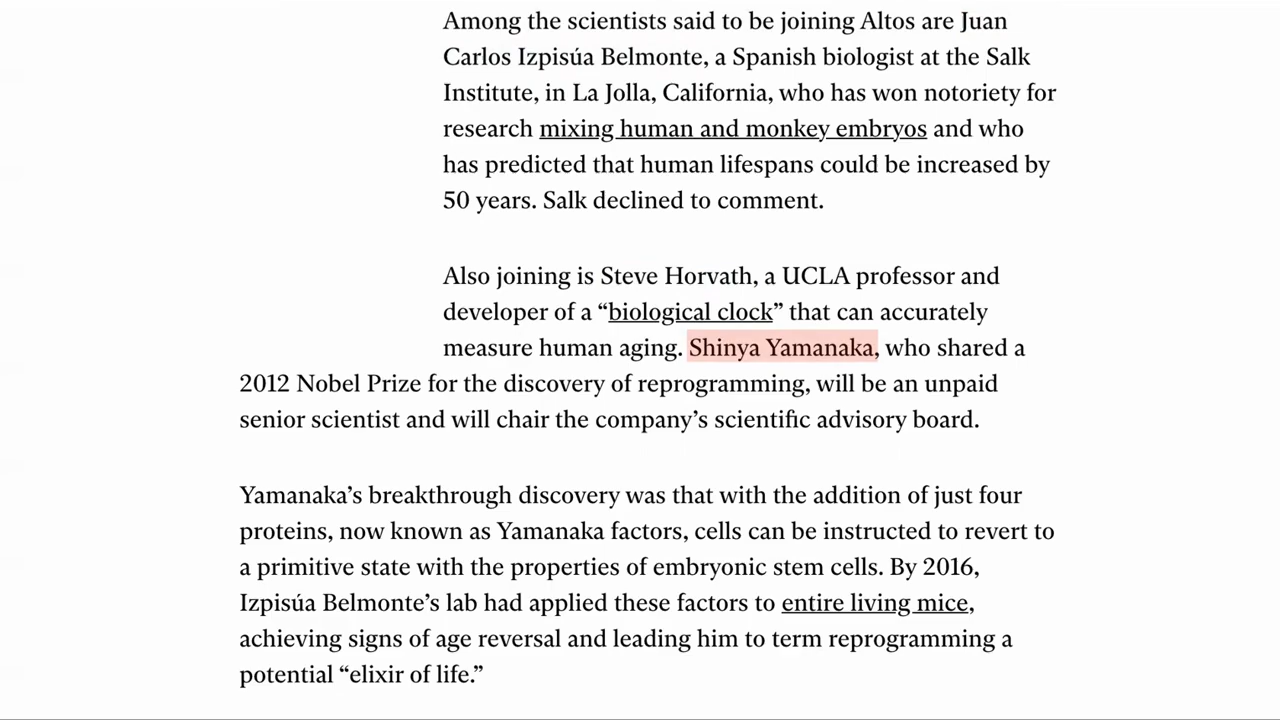 Among the scientists said to be joining Altos are Juan
Carlos Izpisúa Belmonte, a Spanish biologist at the Salk
Institute, in La Jolla, California, who has won notoriety for
research mixing human and monkey embryos and who
has predicted that human lifespans could be increased by
50 years. Salk declined to comment.
Also joining is Steve Horvath, a UCLA professor and
developer of a “biological clock” that can accurately
measure human aging. Shinya Yamanaka, who shared a
2012 Nobel Prize for the discovery of reprogramming, will be an unpaid
senior scientist and will chair the company’s scientific advisory board.
Yamanaka’s breakthrough discovery was that with the addition of just four
proteins, now known as Yamanaka factors, cells can be instructed to revert to
a primitive state with the properties of embryonic stem cells. By 2016,
Izpisúa Belmonte’s lab had applied these factors to entire living mice,
achieving signs of age reversal and leading him to term reprogramming a
potential “elixir of life.”